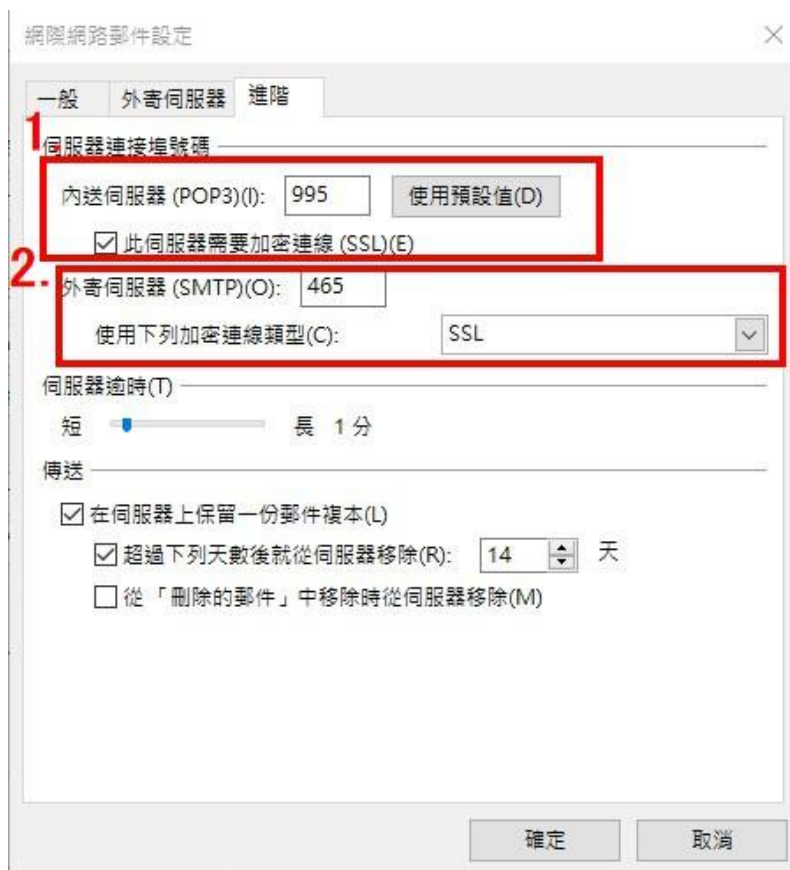 網際網路郵件設定
一般 外寄伺服器 進階
1.
伺服器連接埠號碼
內送伺服器 (POP3)(I): 995 使用預設值(D)
此伺服器需要加密連線 (SSL)(E)
2.
外寄伺服器 (SMTP)(O): 465
使用下列加密連線類型(C): SSL
伺服器逾時(T)
短 長 1 分
傳送
在伺服器上保留一份郵件複本(L)
超過下列天數後就從伺服器移除(R): 14 天
從「刪除的郵件」中移除時從伺服器移除(M)
確定 取消